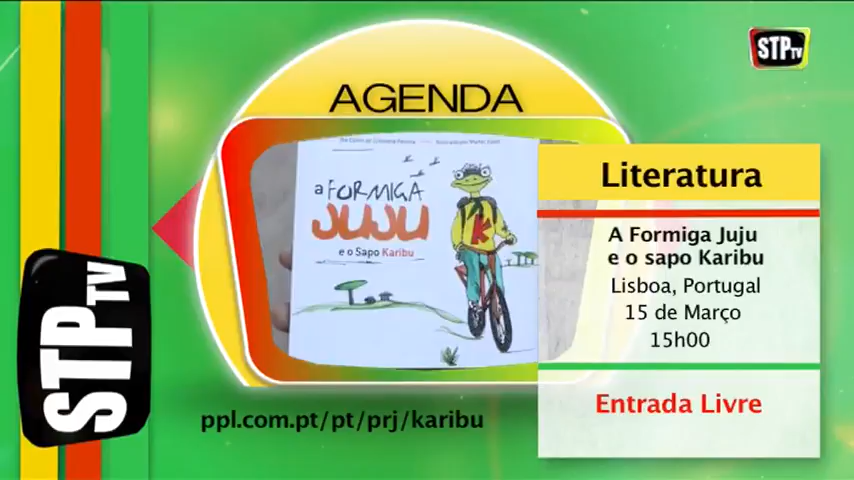 STP TV
AGENDA
a FORMIGA
JUJU
e o Sapo Karibu
K
Literatura
A Formiga Juju
e o sapo Karibu
Lisboa, Portugal
15 de Março
15h00
Entrada Livre
STP TV
ppl.com.pt/pt/prj/karibu